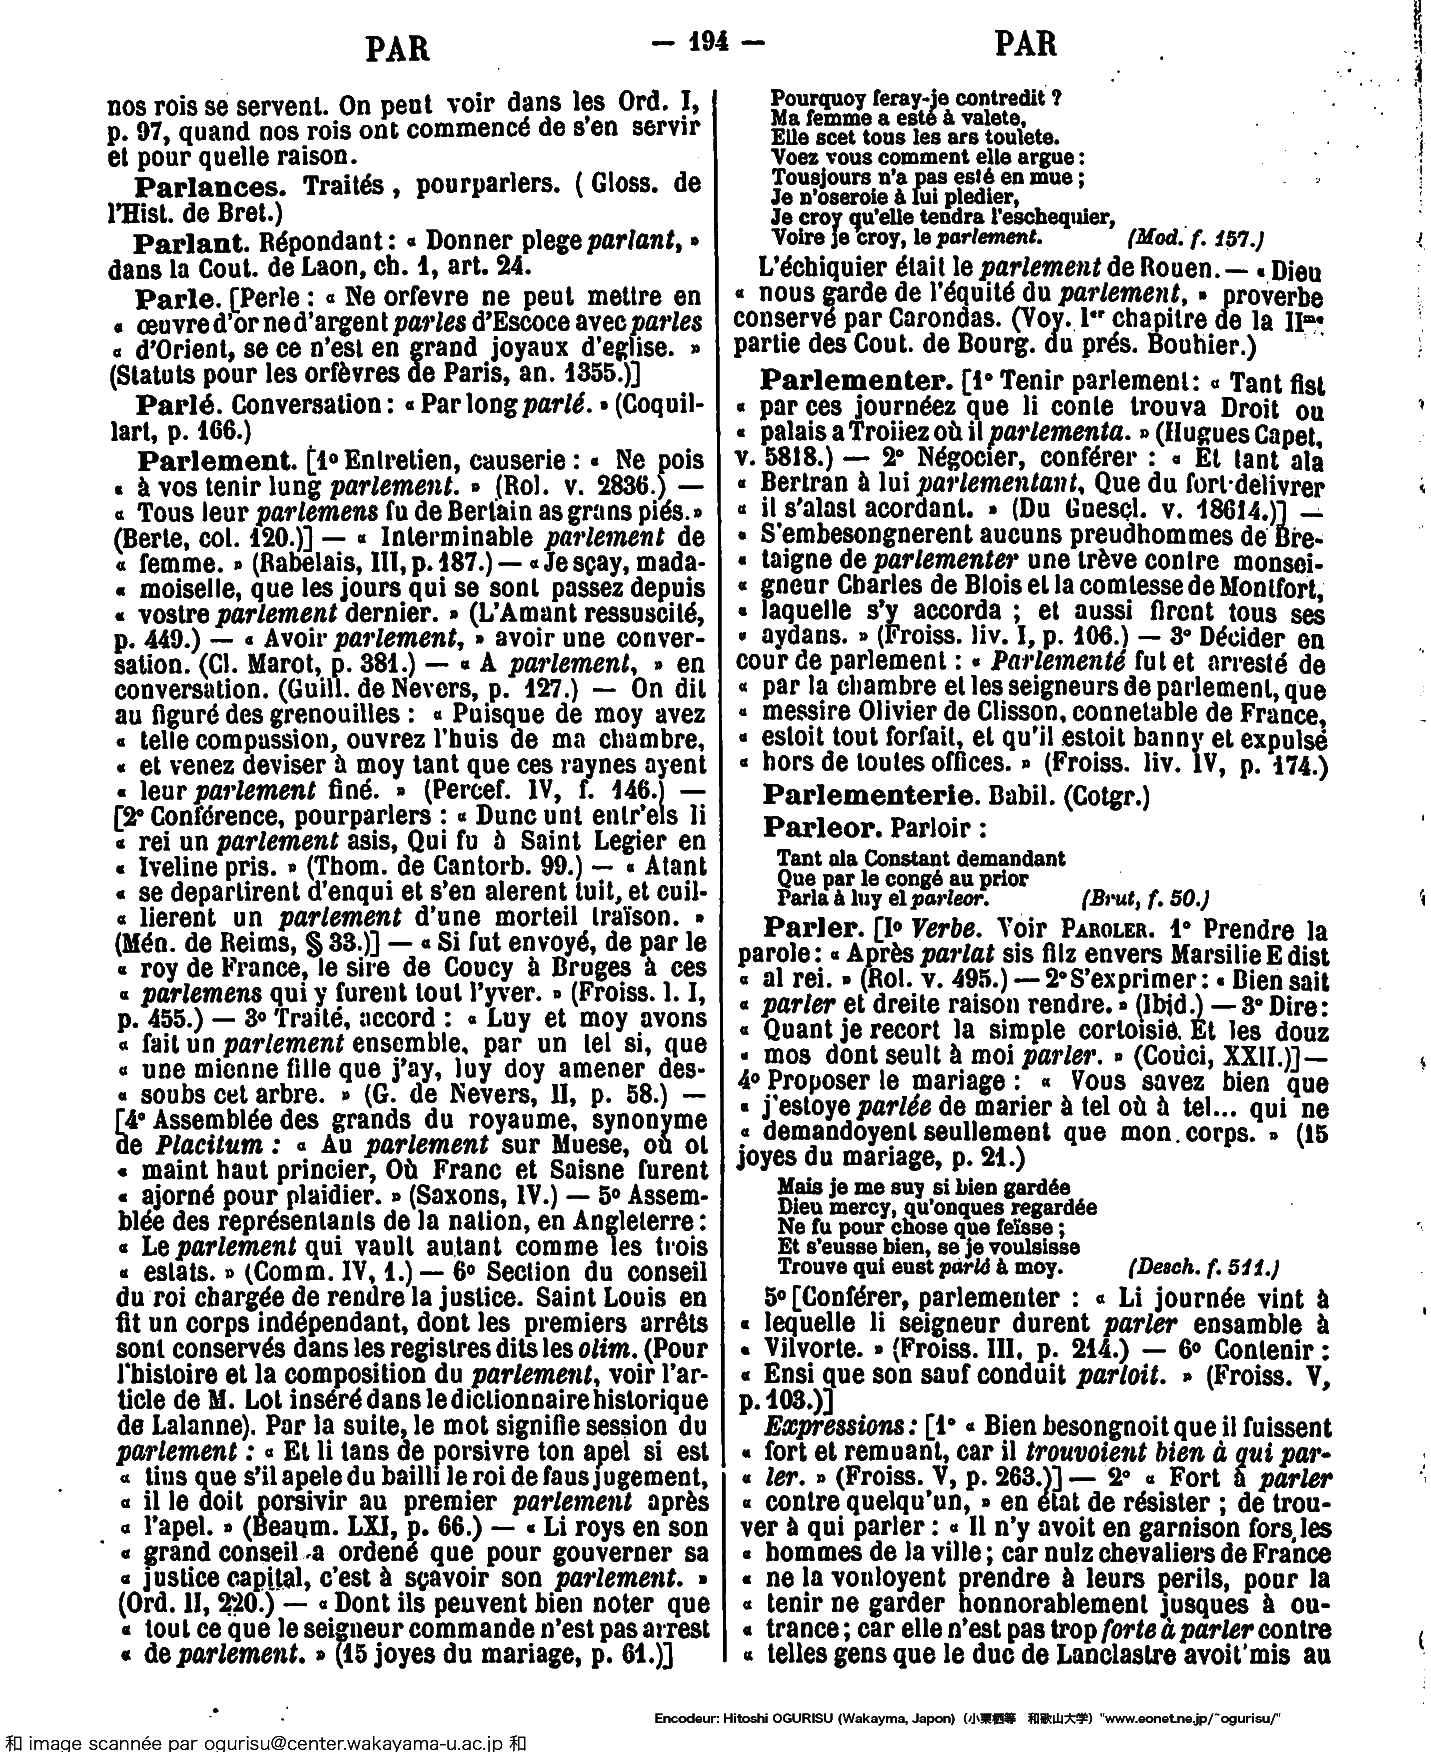 PAR
— 194 —
PAR
nos rois se servent. On peut voir dans les Ord. I,
p. 97, quand nos rois ont commencé de s'en servir
et pour quelle raison.
Parlances. Traités, pourparlers. (Gloss. de
l'Hist. de Bret.)
Parlant. Répondant : « Donner plege parlant, »
dans la Cout. de Laon, ch. 1, art. 24.
Parle. [Perle : « Ne orfevre ne peut mettre en
« œuvre d'or ne d'argent parles d'Escoce avec parles
« d'Orient, se ce n'est en grand joyaux d'eglise. »
(Statuts pour les orfèvres de Paris, an. 1355.)]
Parlé. Conversation : « Par long parlé. » (Coquil-
lart, p. 166.)
Parlement. [1° Entretien, causerie : « Ne pois
« à vos tenir lung parlement. » (Rol. v. 2836.) —
« Tous leur parlemens fu de Bertain as grans piés. »
(Berte, col. 120.)] — « Interminable parlement de
« femme. » (Rabelais, III, p. 187.) — « Je sçay, mada-
« moiselle, que les jours qui se sont passez depuis
« vostre parlement dernier. » (L'Amant ressuscité,
p. 449.) — « Avoir parlement, » avoir une conver-
sation. (Cl. Marot, p. 381.) — « A parlement, » en
conversation. (Guill. de Nevers, p. 127.) — On dit
au figuré des grenouilles : « Puisque de moy avez
« telle compassion, ouvrez l'huis de ma chambre,
« et venez deviser à moy tant que ces raynes ayent
« leur parlement finé. » (Percef. IV, f. 146.) —
[2° Conférence, pourparlers : « Dunc unt entr'els li
« rei un parlement asis, Qui fu à Saint Legier en
« Iveline pris. » (Thom. de Cantorb. 99.) — « Atant
« se departirent d'enqui et s'en alerent tuit, et cuil-
« lierent un parlement d'une morteil traïson. »
(Mén. de Reims, § 33.)] — « Si fut envoyé, de par le
« roy de France, le sire de Coucy à Bruges à ces
« parlemens qui y furent tout l'yver. » (Froiss. l. I,
p. 455.) — 3° Traité, accord : « Luy et moy avons
« fait un parlement ensemble, par un tel si, que
« une mienne fille que j'ay, luy doy amener des-
« soubs cet arbre. » (G. de Nevers, II, p. 58.) —
[4° Assemblée des grands du royaume, synonyme
de Placitum : « Au parlement sur Muese, où ot
« maint haut princier, Où Franc et Saisne furent
« ajorné pour plaidier. » (Saxons, IV.) — 5° Assem-
blée des représentants de la nation, en Angleterre :
« Le parlement qui vault autant comme les trois
« estats. » (Comm. IV, 1.) — 6° Section du conseil
du roi chargée de rendre la justice. Saint Louis en
fit un corps indépendant, dont les premiers arrêts
sont conservés dans les registres dits les olim. (Pour
l'histoire et la composition du parlement, voir l'ar-
ticle de M. Lot inséré dans le dictionnaire historique
de Lalanne). Par la suite, le mot signifie session du
parlement : « Et li tans de porsivre ton apel si est
« tius que s'il apele du bailli le roi de faus jugement,
« il le doit porsivir au premier parlement après
« l'apel. » (Beaum. LXI, p. 66.) — « Li roys en son
« grand conseil a ordené que pour gouverner sa
« justice capital, c'est à sçavoir son parlement. »
(Ord. II, 220.) — « Dont ils peuvent bien noter que
« tout ce que le seigneur commande n'est pas arrest
« de parlement. » (15 joyes du mariage, p. 61.)]
Pourquoy feray-je contredit ?
Ma femme a esté à valete,
Elle scet tous les ars toulete.
Voez vous comment elle argue :
Tousjours n'a pas esté en mue ;
Je n'oseroie à lui pledier,
Je croy qu'elle tendra l'eschequier,
Voire je croy, le parlement. (Mod. f. 157.)
L'échiquier était le parlement de Rouen. — « Dieu
« nous garde de l'équité du parlement, » proverbe
conservé par Carondas. (Voy. 1er chapitre de la IIme
partie des Cout. de Bourg. du prés. Bouhier.)
Parlementer. [1° Tenir parlement : « Tant fist
« par ces journéez que li conte trouva Droit ou
« palais a Troiiez où il parlementa. » (Hugues Capet,
v. 5818.) — 2° Négocier, conférer : « Et tant ala
« Bertran à lui parlementant, Que du fort delivrer
« il s'alast acordant. » (Du Guescl. v. 18614.)] —
« S'embesongnerent aucuns preudhommes de Bre-
« taigne de parlementer une trève contre monsei-
« gneur Charles de Blois et la comtesse de Montfort,
« laquelle s'y accorda ; et aussi firent tous ses
« aydans. » (Froiss. liv. I, p. 106.) — 3° Décider en
cour de parlement : « Parlementé fut et arresté de
« par la chambre et les seigneurs de parlement, que
« messire Olivier de Clisson, connetable de France,
« estoit tout forfait, et qu'il estoit banny et expulsé
« hors de toutes offices. » (Froiss. liv. IV, p. 174.)
Parlementerie. Babil. (Cotgr.)
Parleor. Parloir :
Tant ala Constant demandant
Que par le congé au prior
Parla à luy el parleor. (Brut, f. 50.)
Parler. [I° Verbe. Voir PAROLER. 1° Prendre la
parole : « Après parlat sis filz envers Marsilie E dist
« al rei. » (Rol. v. 495.) — 2° S'exprimer : « Bien sait
« parler et dreite raison rendre. » (Ibid.) — 3° Dire :
« Quant je recort la simple cortoisie. Et les douz
« mos dont seult à moi parler. » (Couci, XXII.)] —
4° Proposer le mariage : « Vous savez bien que
« j'estoye parlée de marier à tel où à tel... qui ne
« demandoyent seullement que mon corps. » (15
joyes du mariage, p. 21.)
Mais je me suy si bien gardée
Dieu mercy, qu'onques regardée
Ne fu pour chose que feïsse ;
Et s'eusse bien, se je voulsisse
Trouve qui eust parlé à moy. (Desch. f. 511.)
5° [Conférer, parlementer : « Li journée vint à
« lequelle li seigneur durent parler ensamble à
« Vilvorte. » (Froiss. III, p. 214.) — 6° Contenir :
« Ensi que son sauf conduit parloit. » (Froiss. V,
p. 103.)]
Expressions : [1° « Bien besongnoit que il fuissent
« fort et remuant, car il trouvoient bien à qui par-
« ler. » (Froiss. V, p. 263.)] — 2° « Fort à parler
« contre quelqu'un, » en état de résister ; de trou-
ver à qui parler : « Il n'y avoit en garnison fors les
« hommes de la ville ; car nulz chevaliers de France
« ne la vouloyent prendre à leurs perils, pour la
« tenir ne garder honnorablement jusques à ou-
« trance ; car elle n'est pas trop forte à parler contre
« telles gens que le duc de Lanclastre avoit mis au
Encodeur: Hitoshi OGURISU (Wakayma, Japon) (小栗栖等 和歌山大学) "www.eonet.ne.jp/~ogurisu/"
和 image scannée par ogurisu@center.wakayama-u.ac.jp 和